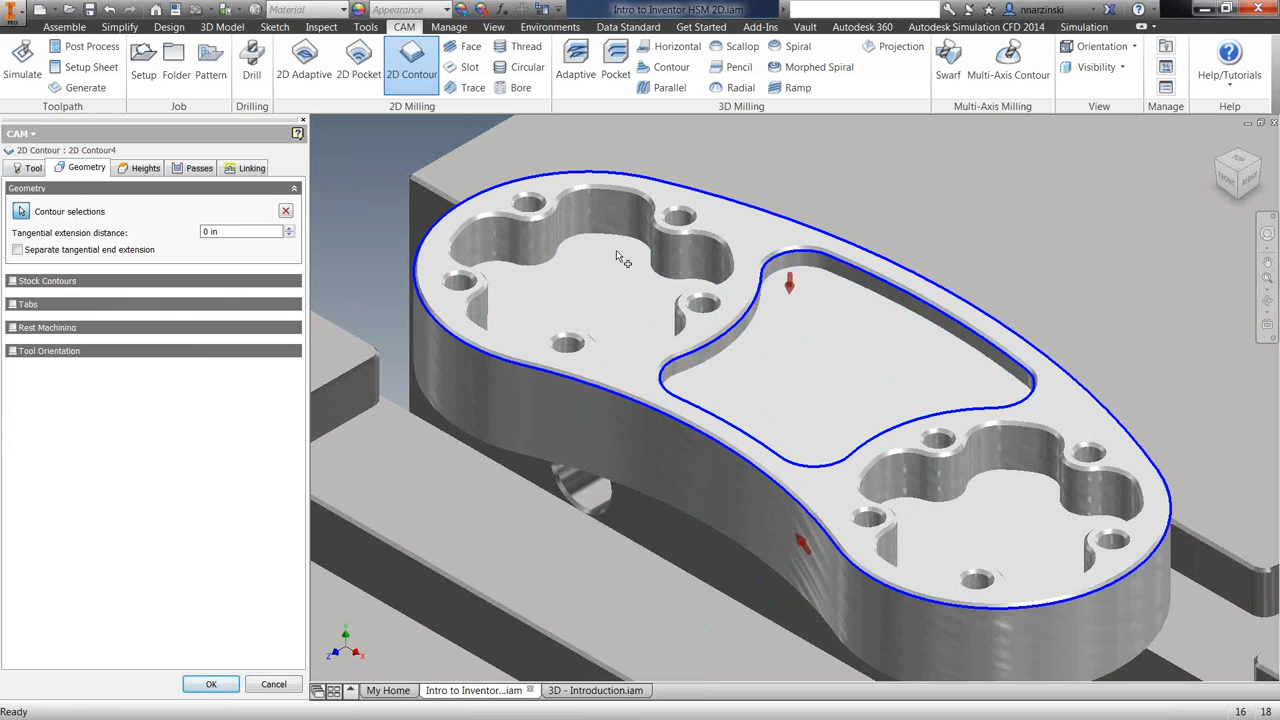 Material
Appearance
Intro to Inventor HSM 2D.iam
nnarzinski
PRO
Assemble Simplify Design 3D Model Sketch Inspect Tools CAM Manage View Environments Data Standard Get Started Add-Ins Vault Autodesk 360 Autodesk Simulation CFD 2014 Simulation
Simulate
Post Process
Setup Sheet
Generate
Toolpath
Setup
Folder
Pattern
Job
Drill
Drilling
2D Adaptive
2D Pocket
2D Contour
Face
Slot
Trace
Thread
Circular
Bore
2D Milling
Adaptive
Pocket
Horizontal
Contour
Parallel
Scallop
Pencil
Radial
Spiral
Morphed Spiral
Ramp
Projection
3D Milling
Swarf
Multi-Axis Contour
Multi-Axis Milling
Orientation
Visibility
View
Manage
Help/Tutorials
Help
CAM
2D Contour : 2D Contour4
Tool Geometry Heights Passes Linking
Geometry
Contour selections
Tangential extension distance: 0 in
Separate tangential end extension
Stock Contours
Tabs
Rest Machining
Tool Orientation
OK Cancel
TOP
FRONT
RIGHT
Y
Z
X
My Home Intro to Inventor...iam 3D - Introduction.iam
Ready 16 18